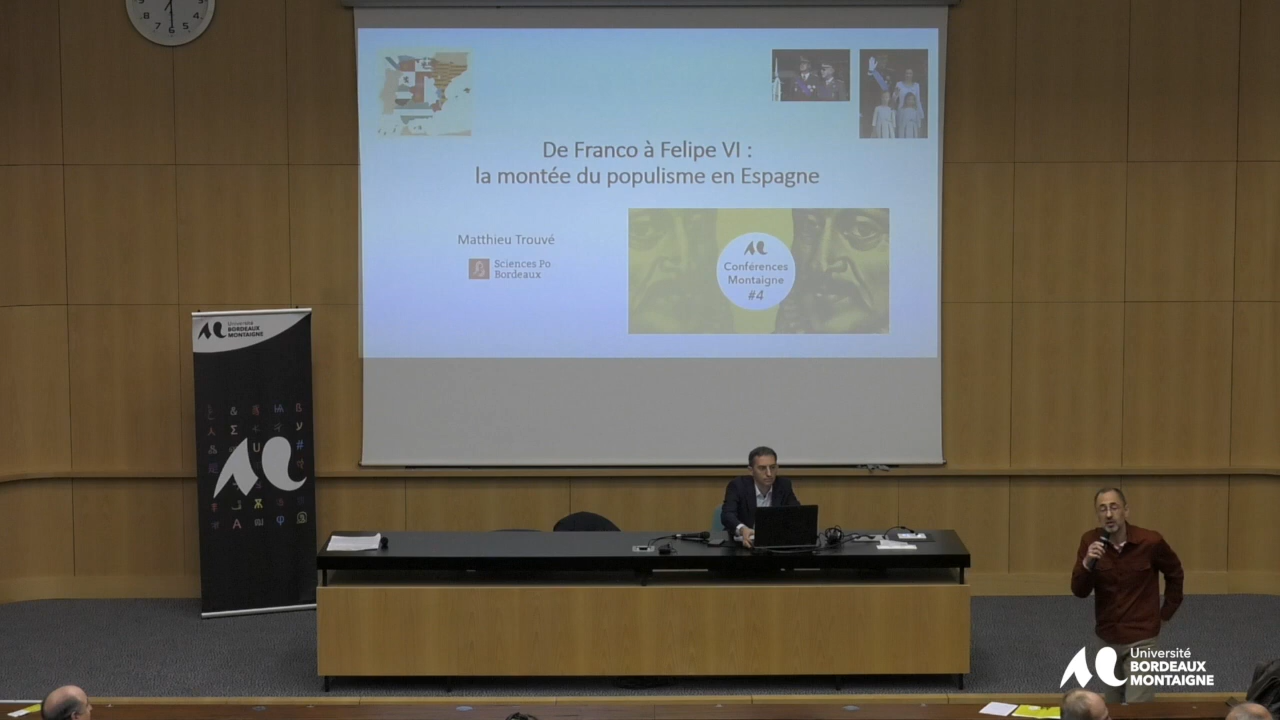 De Franco à Felipe VI :
la montée du populisme en Espagne
Matthieu Trouvé
Sciences Po
Bordeaux
Conférences
Montaigne
#4
Université
BORDEAUX
MONTAIGNE
Université
BORDEAUX
MONTAIGNE